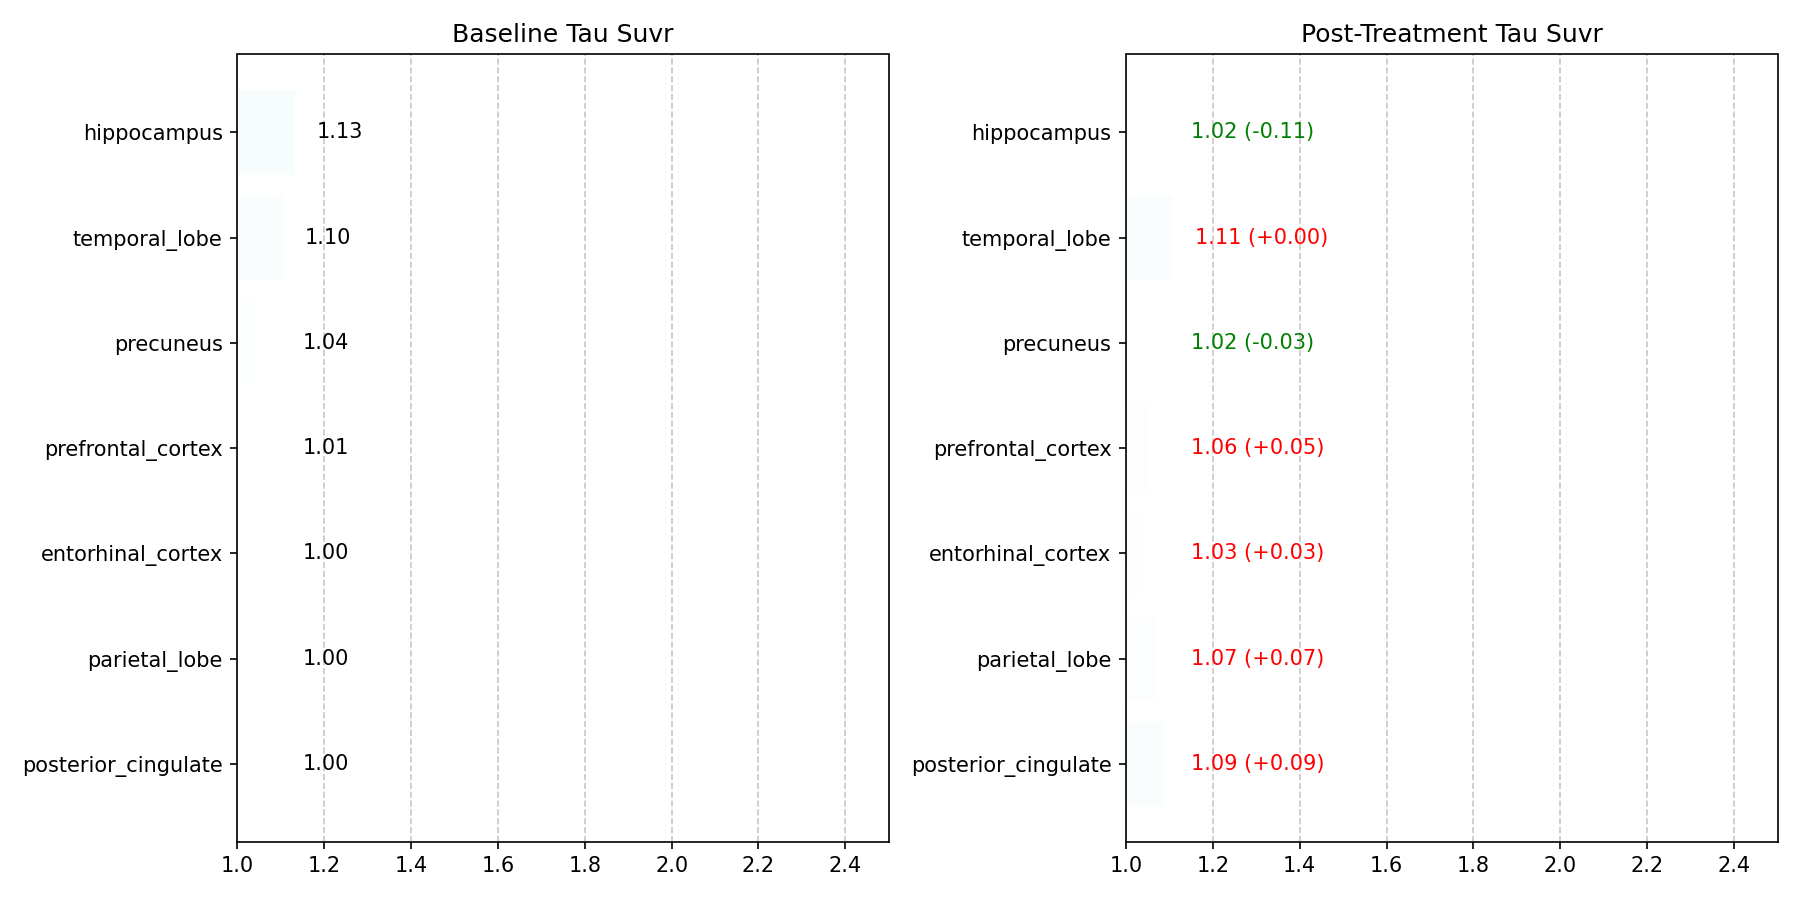 Baseline Tau Suvr
hippocampus 1.13
temporal_lobe 1.10
precuneus 1.04
prefrontal_cortex 1.01
entorhinal_cortex 1.00
parietal_lobe 1.00
posterior_cingulate 1.00
1.0 1.2 1.4 1.6 1.8 2.0 2.2 2.4
Post-Treatment Tau Suvr
hippocampus 1.02 (-0.11)
temporal_lobe 1.11 (+0.00)
precuneus 1.02 (-0.03)
prefrontal_cortex 1.06 (+0.05)
entorhinal_cortex 1.03 (+0.03)
parietal_lobe 1.07 (+0.07)
posterior_cingulate 1.09 (+0.09)
1.0 1.2 1.4 1.6 1.8 2.0 2.2 2.4